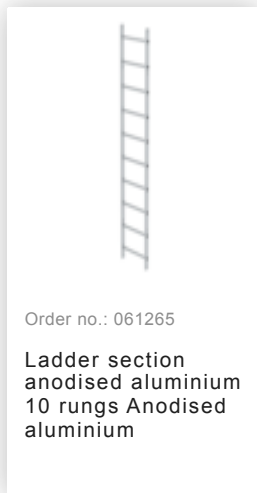 Order no.: 061265
Ladder section
anodised aluminium
10 rungs Anodised
aluminium